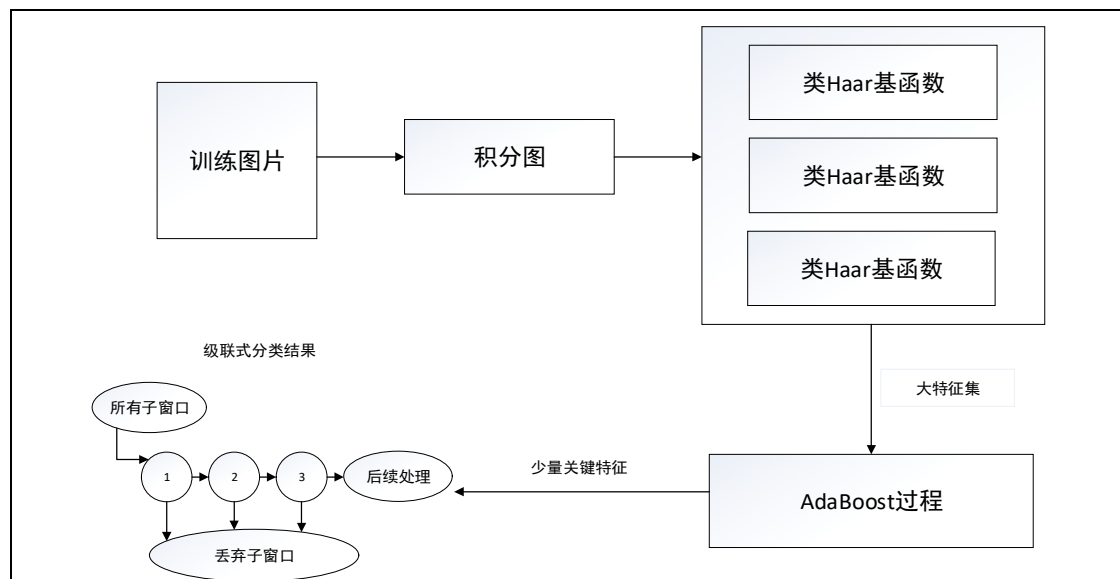 类Haar基函数
训练图片
积分图
类Haar基函数
类Haar基函数
级联式分类结果
大特征集
所有子窗口
1
2
3
后续处理
少量关键特征
AdaBoost过程
丢弃子窗口